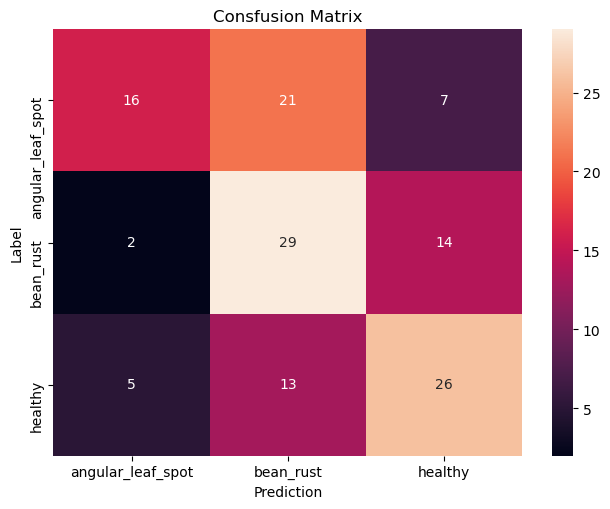 Consfusion Matrix
Label
angular_leaf_spot
bean_rust
healthy
16 21 7
2 29 14
5 13 26
angular_leaf_spot bean_rust healthy
Prediction
25
20
15
10
5